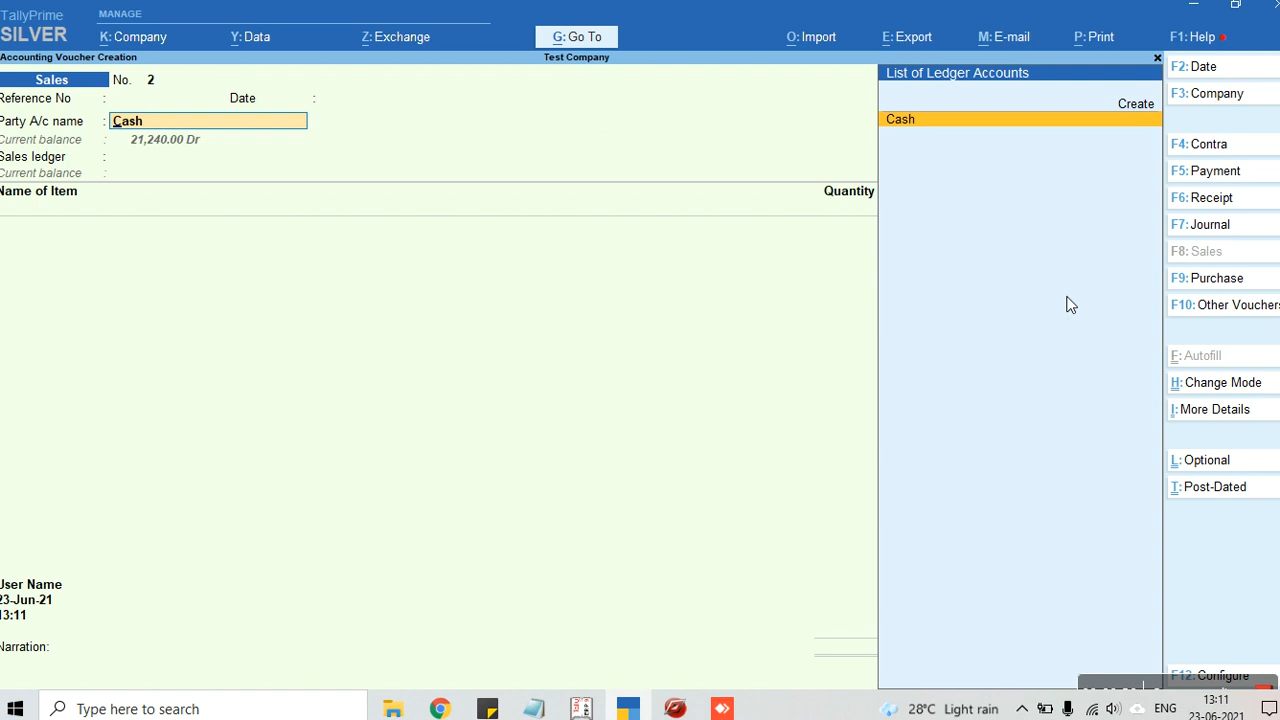 TallyPrime
MANAGE
SILVER
K: Company
Y: Data
Z: Exchange
G: Go To
O: Import
E: Export
M: E-mail
P: Print
F1: Help
Accounting Voucher Creation
Test Company
Sales
No. 2
Reference No :
Date :
Party A/c name : Cash
Current balance : 21,240.00 Dr
Sales ledger :
Current balance :
Name of Item
Quantity
List of Ledger Accounts
Create
Cash
F2: Date
F3: Company
F4: Contra
F5: Payment
F6: Receipt
F7: Journal
F8: Sales
F9: Purchase
F10: Other Vouchers
F: Autofill
H: Change Mode
I: More Details
L: Optional
T: Post-Dated
F12: Configure
User Name
23-Jun-21
13:11
Narration:
Type here to search
28°C Light rain
ENG
13:11
23-06-2021